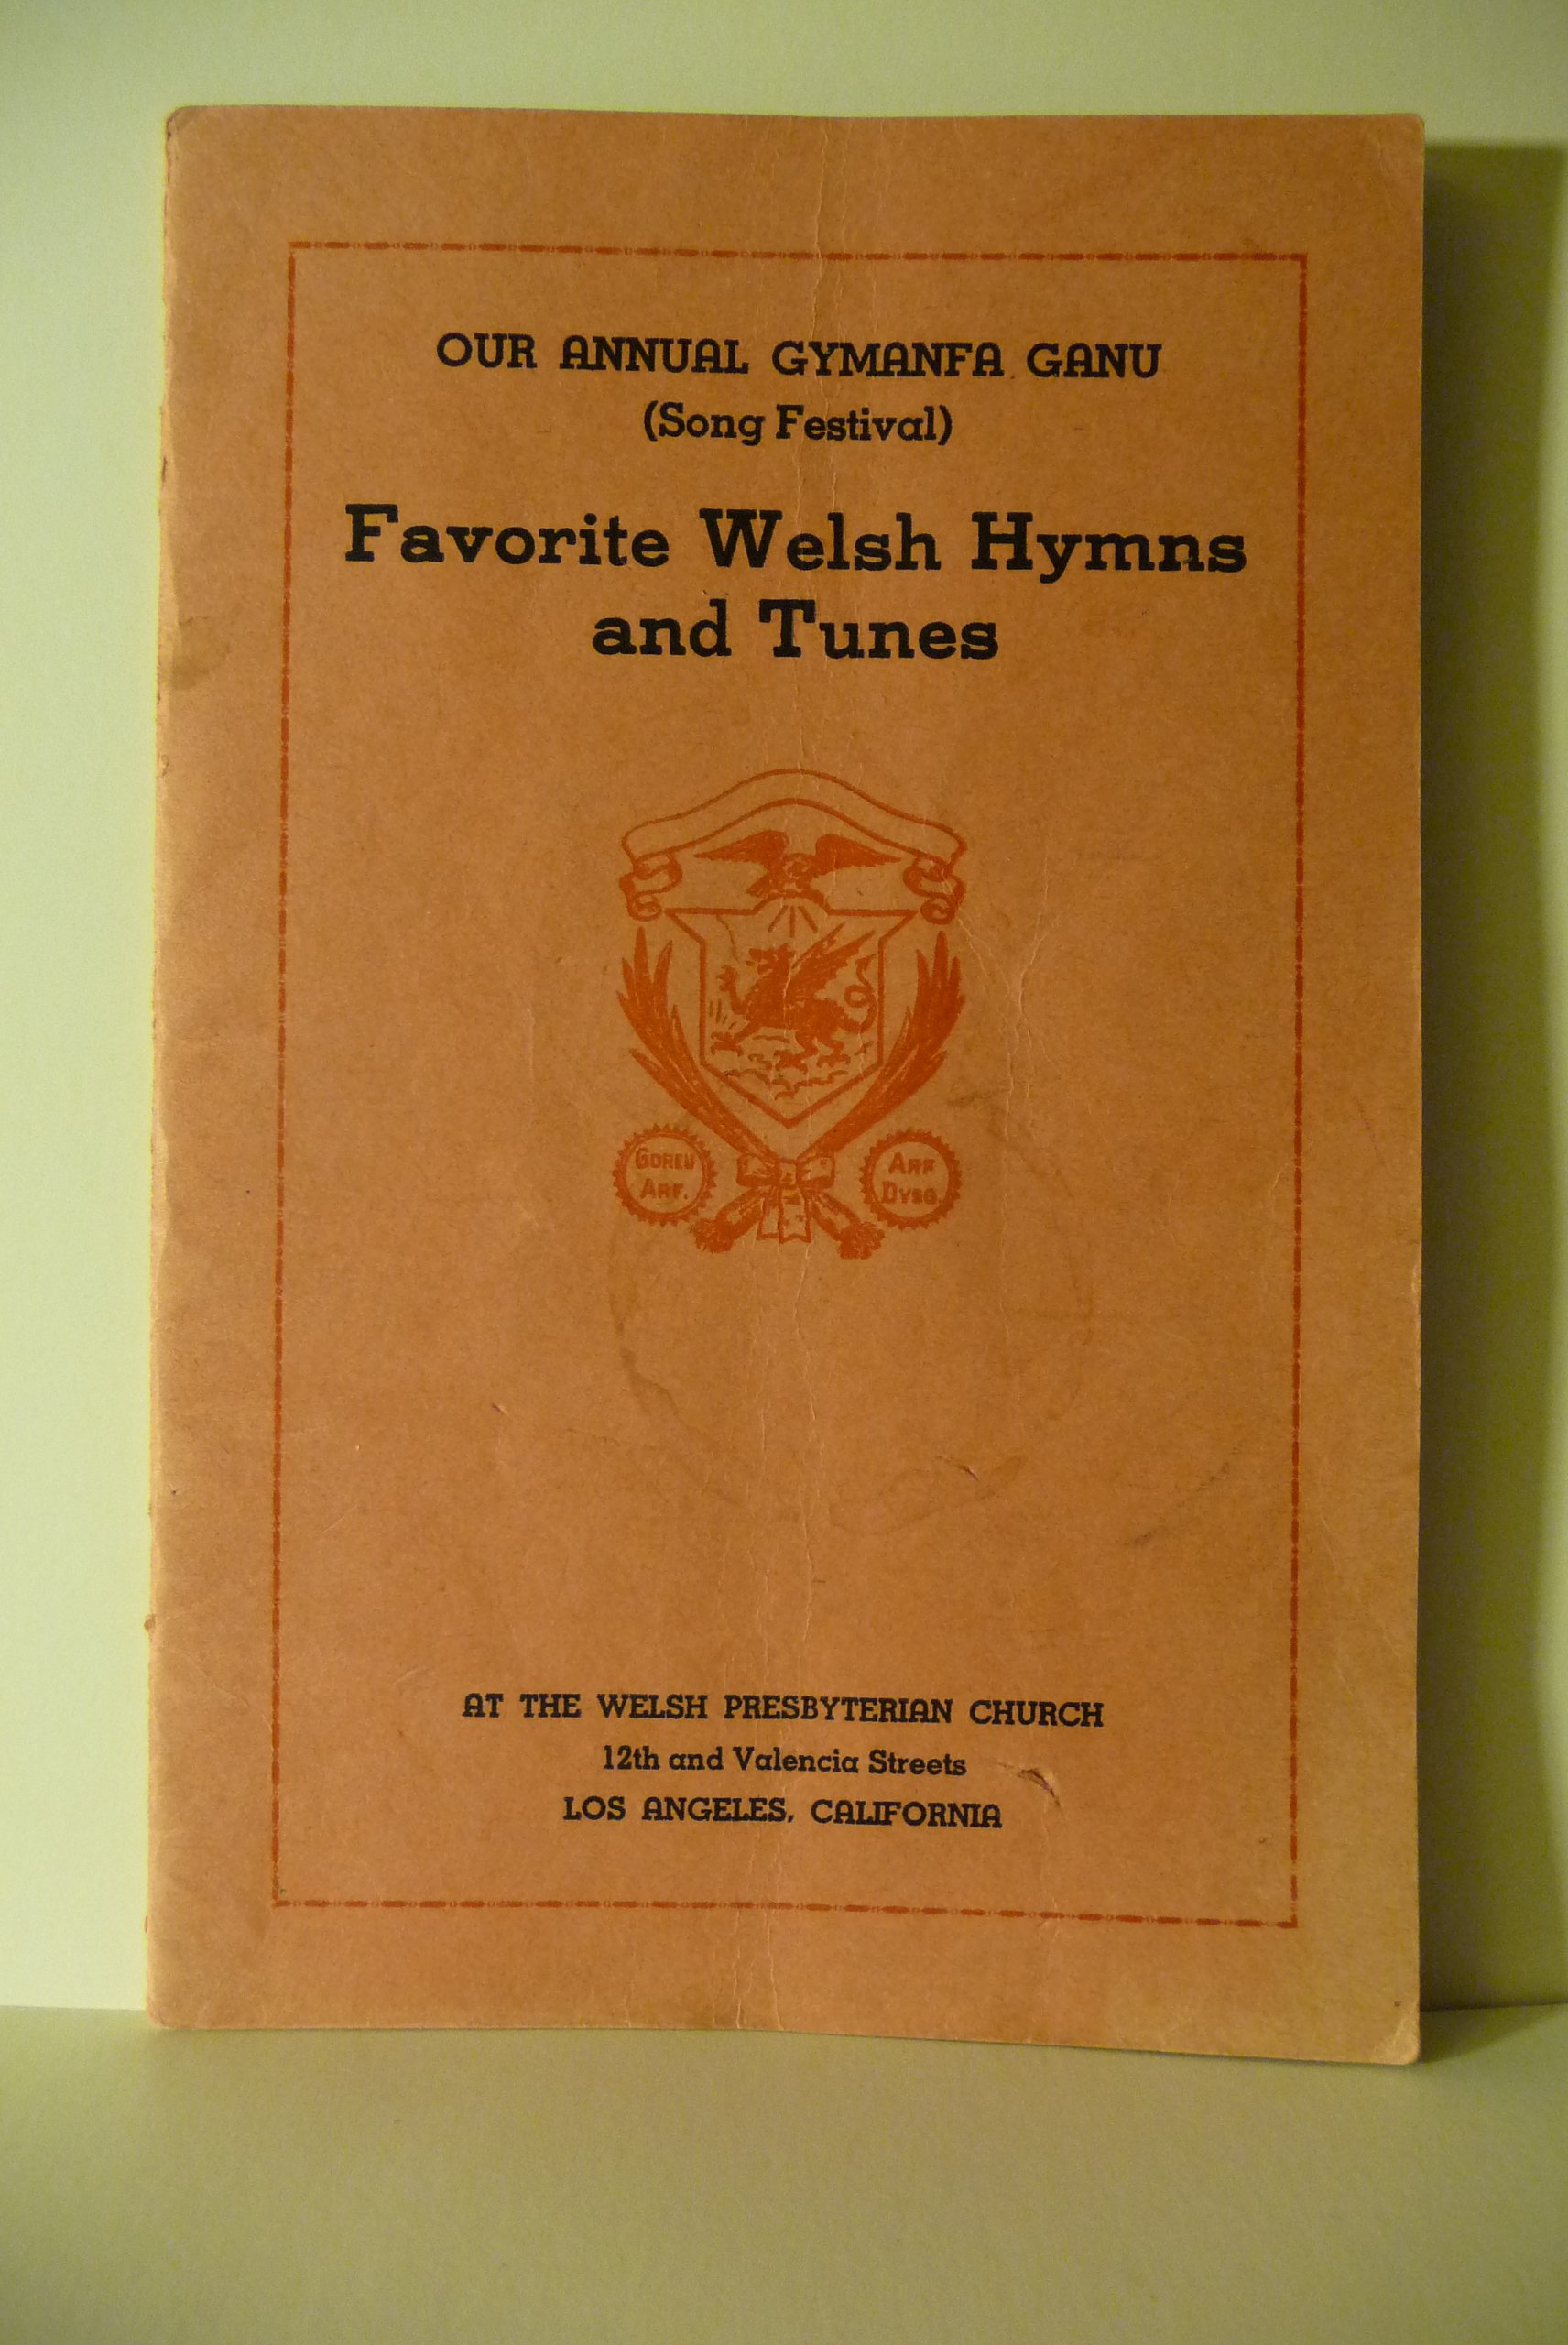 OUR ANNUAL GYMANFA GANU
(Song Festival)
Favorite Welsh Hymns
and Tunes
GOREU
ARF.
ARF
DYSG.
AT THE WELSH PRESBYTERIAN CHURCH
12th and Valencia Streets
LOS ANGELES, CALIFORNIA